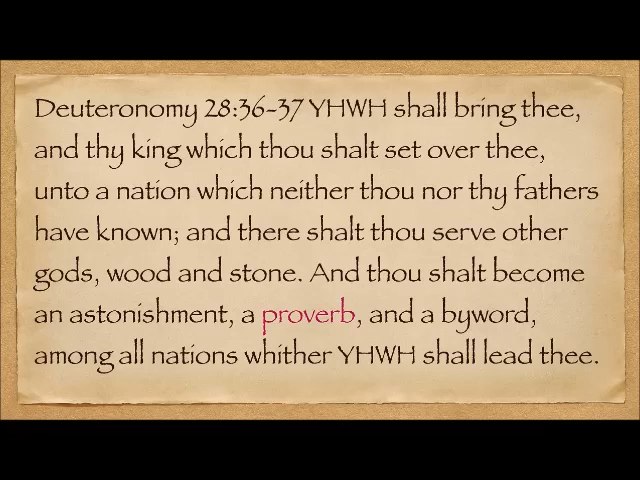 Deuteronomy 28:36-37 YHWH shall bring thee,
and thy king which thou shalt set over thee,
unto a nation which neither thou nor thy fathers
have known; and there shalt thou serve other
gods, wood and stone. And thou shalt become
an astonishment, a proverb, and a byword,
among all nations whither YHWH shall lead thee.